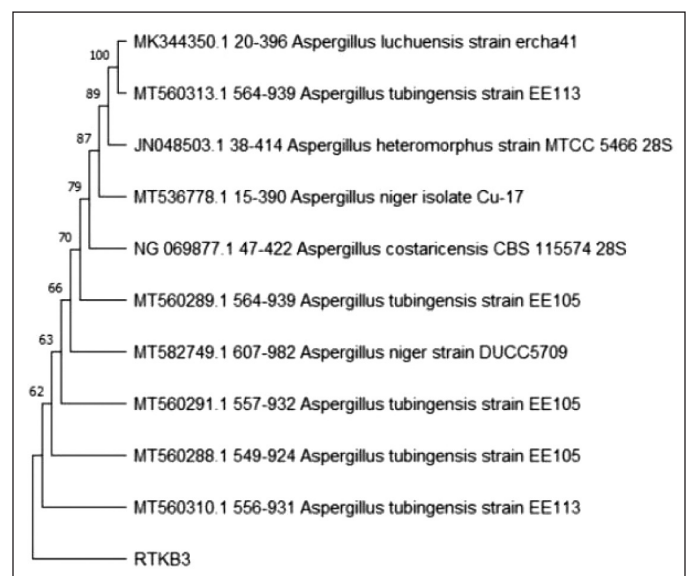 MK344350.1 20-396 Aspergillus luchuensis strain ercha41
100
MT560313.1 564-939 Aspergillus tubingensis strain EE113
89
JN048503.1 38-414 Aspergillus heteromorphus strain MTCC 5466 28S
87
MT536778.1 15-390 Aspergillus niger isolate Cu-17
79
NG 069877.1 47-422 Aspergillus costaricensis CBS 115574 28S
70
MT560289.1 564-939 Aspergillus tubingensis strain EE105
66
MT582749.1 607-982 Aspergillus niger strain DUCC5709
63
MT560291.1 557-932 Aspergillus tubingensis strain EE105
62
MT560288.1 549-924 Aspergillus tubingensis strain EE105
MT560310.1 556-931 Aspergillus tubingensis strain EE113
RTKB3